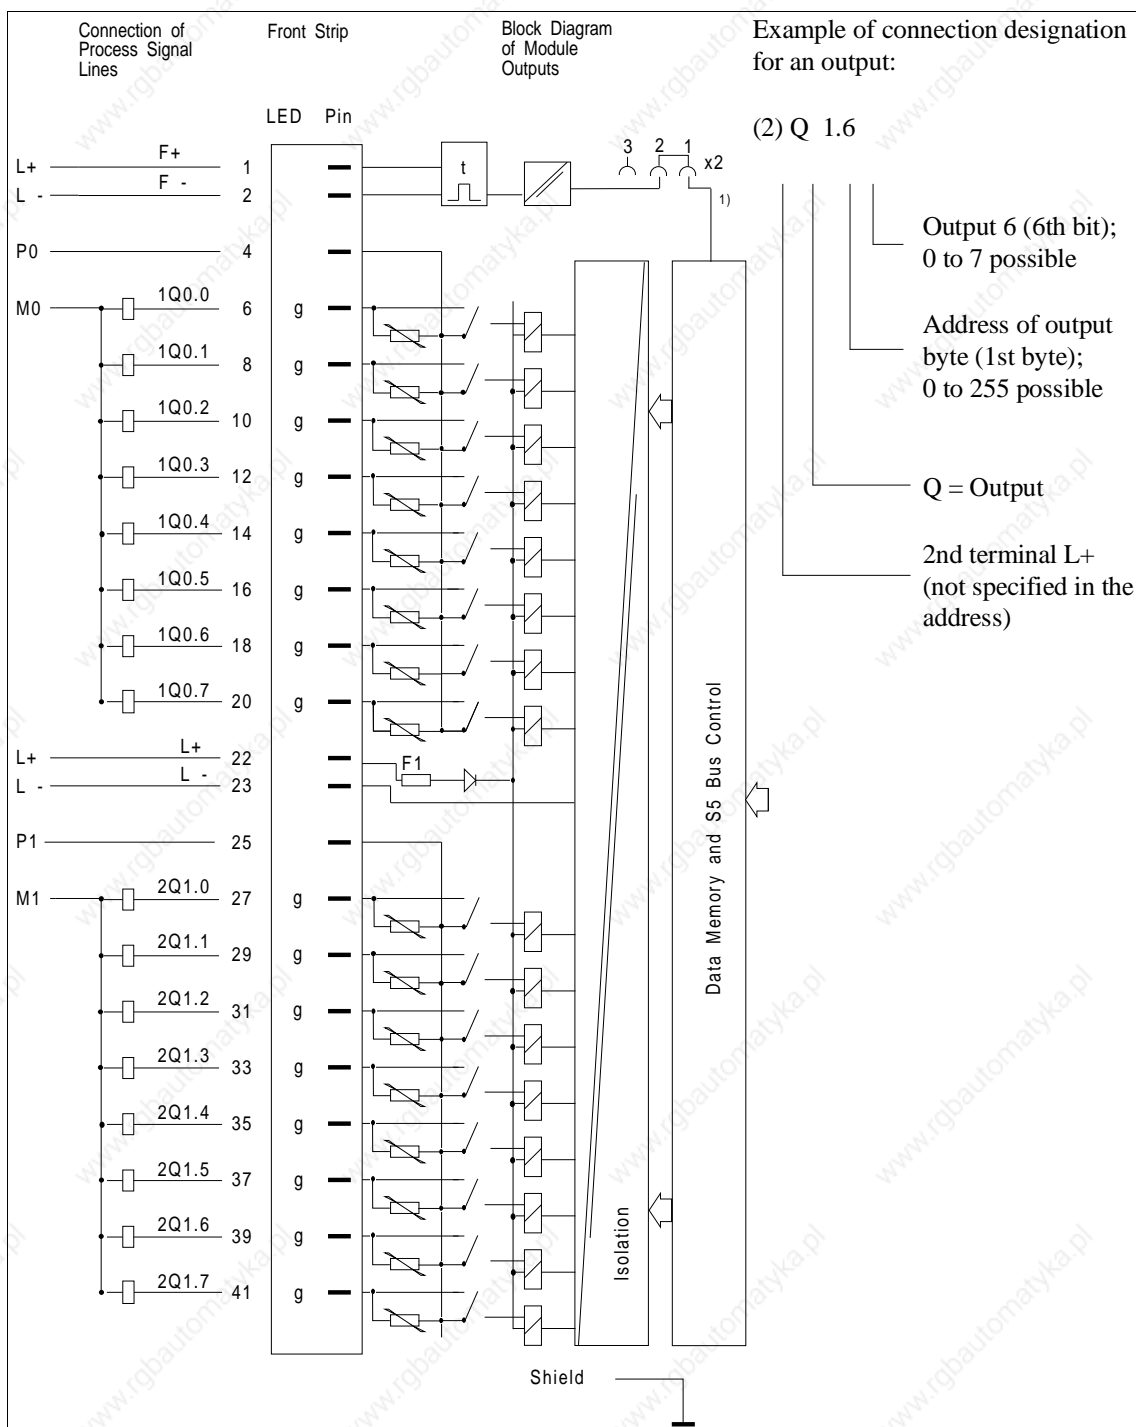 Connection of
Process Signal
Lines
Front Strip
Block Diagram
of Module
Outputs
Example of connection designation
for an output:
LED Pin
(2) Q 1.6
L+ F+ 1
L - F - 2
t
3 2 1 x2
1)
P0 4
Output 6 (6th bit);
0 to 7 possible
Address of output
byte (1st byte);
0 to 255 possible
Q = Output
2nd terminal L+
(not specified in the
address)
M0 1Q0.0 6 g
1Q0.1 8 g
1Q0.2 10 g
1Q0.3 12 g
1Q0.4 14 g
1Q0.5 16 g
1Q0.6 18 g
1Q0.7 20 g
L+ L+ 22
F1
L - L - 23
P1 25
M1 2Q1.0 27 g
2Q1.1 29 g
2Q1.2 31 g
2Q1.3 33 g
2Q1.4 35 g
2Q1.5 37 g
2Q1.6 39 g
2Q1.7 41 g
Isolation
Data Memory and S5 Bus Control
Shield
www.rgbautomatyka.pl